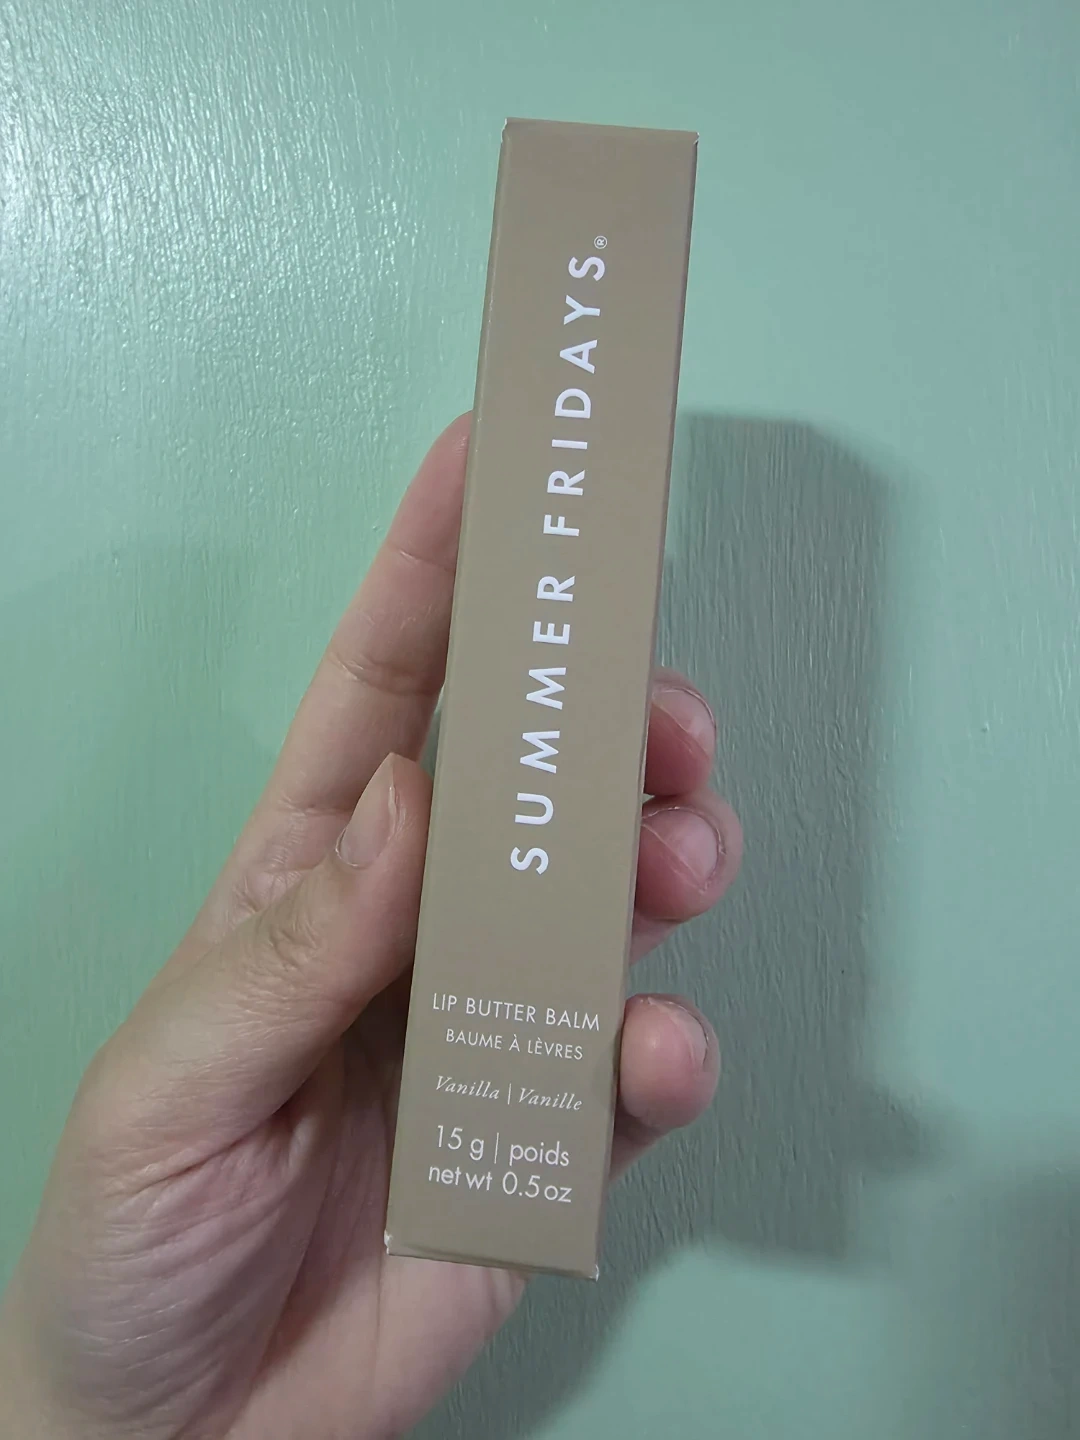 SUMMER FRIDAYS®
LIP BUTTER BALM
BAUME À LÈVRES
Vanilla | Vanille
15 g | poids
net wt 0.5 oz